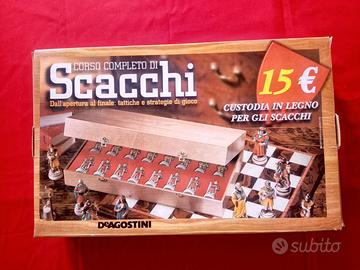 CORSO COMPLETO DI
Scacchi
Dall'apertura al finale: tattiche e strategie di gioco
15 €
CUSTODIA IN LEGNO
PER GLI SCACCHI
DeAGOSTINI
subito